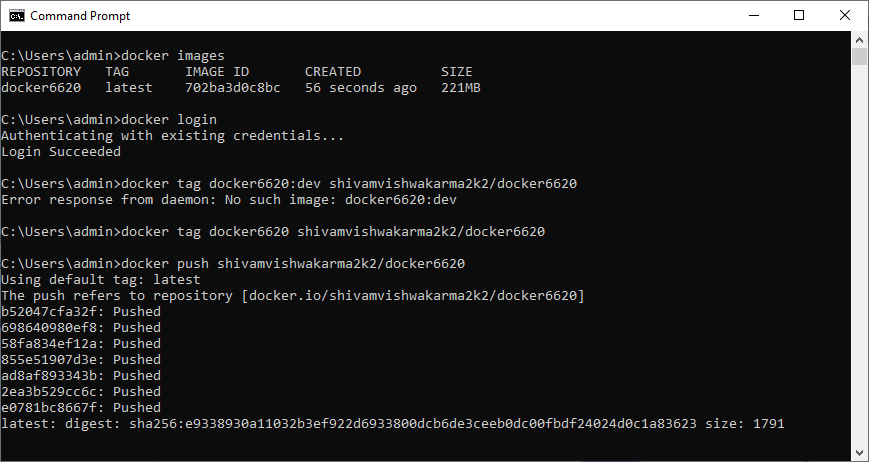 Command Prompt
C:\Users\admin>docker images
REPOSITORY   TAG       IMAGE ID       CREATED          SIZE
docker6620   latest    702ba3d0c8bc   56 seconds ago   221MB
C:\Users\admin>docker login
Authenticating with existing credentials...
Login Succeeded
C:\Users\admin>docker tag docker6620:dev shivamvishwakarma2k2/docker6620
Error response from daemon: No such image: docker6620:dev
C:\Users\admin>docker tag docker6620 shivamvishwakarma2k2/docker6620
C:\Users\admin>docker push shivamvishwakarma2k2/docker6620
Using default tag: latest
The push refers to repository [docker.io/shivamvishwakarma2k2/docker6620]
b52047cfa32f: Pushed
698640980ef8: Pushed
58fa834ef12a: Pushed
855e51907d3e: Pushed
ad8af893343b: Pushed
2ea3b529cc6c: Pushed
e0781bc8667f: Pushed
latest: digest: sha256:e9338930a11032b3ef922d6933800dcb6de3ceeb0dc00fbdf24024d0c1a83623 size: 1791